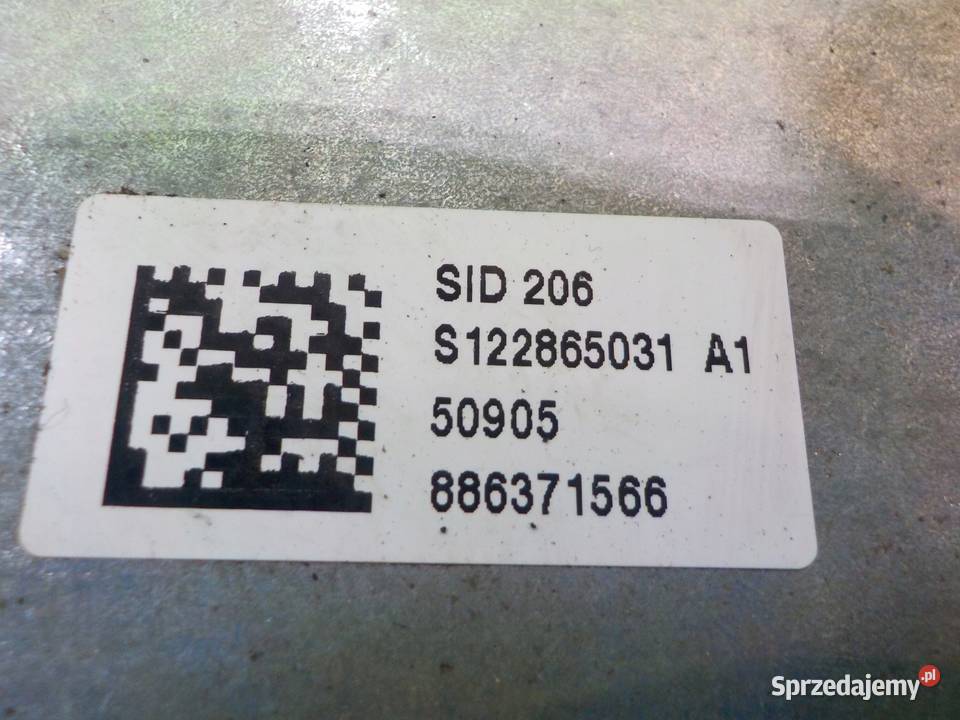 SID 206
S122865031 A1
50905
886371566
Sprzedajemy.pl